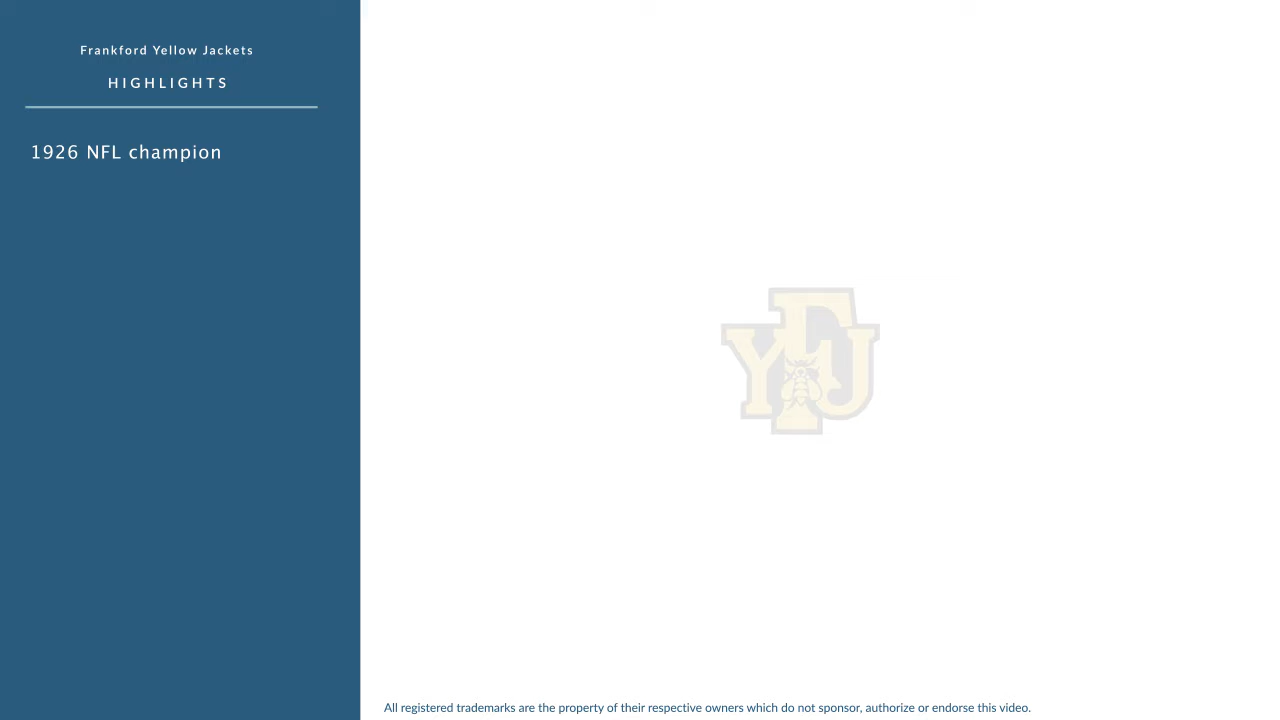 Frankford Yellow Jackets
HIGHLIGHTS
1926 NFL champion
FYJ
All registered trademarks are the property of their respective owners which do not sponsor, authorize or endorse this video.